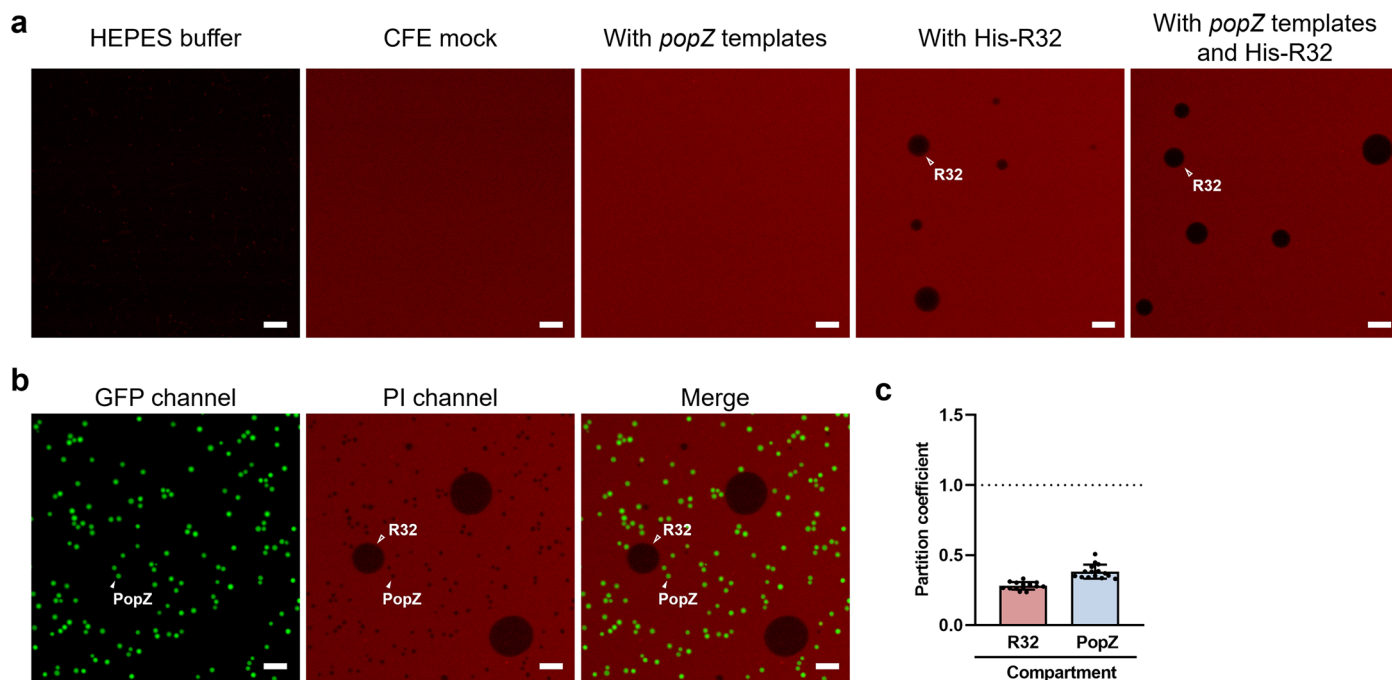 a
HEPES buffer
CFE mock
With popZ templates
With His-R32
With popZ templates
and His-R32
R32
R32
b
GFP channel
PI channel
Merge
PopZ
R32
PopZ
R32
PopZ
c
Partition coefficient
1.5
1.0
0.5
0.0
R32
PopZ
Compartment